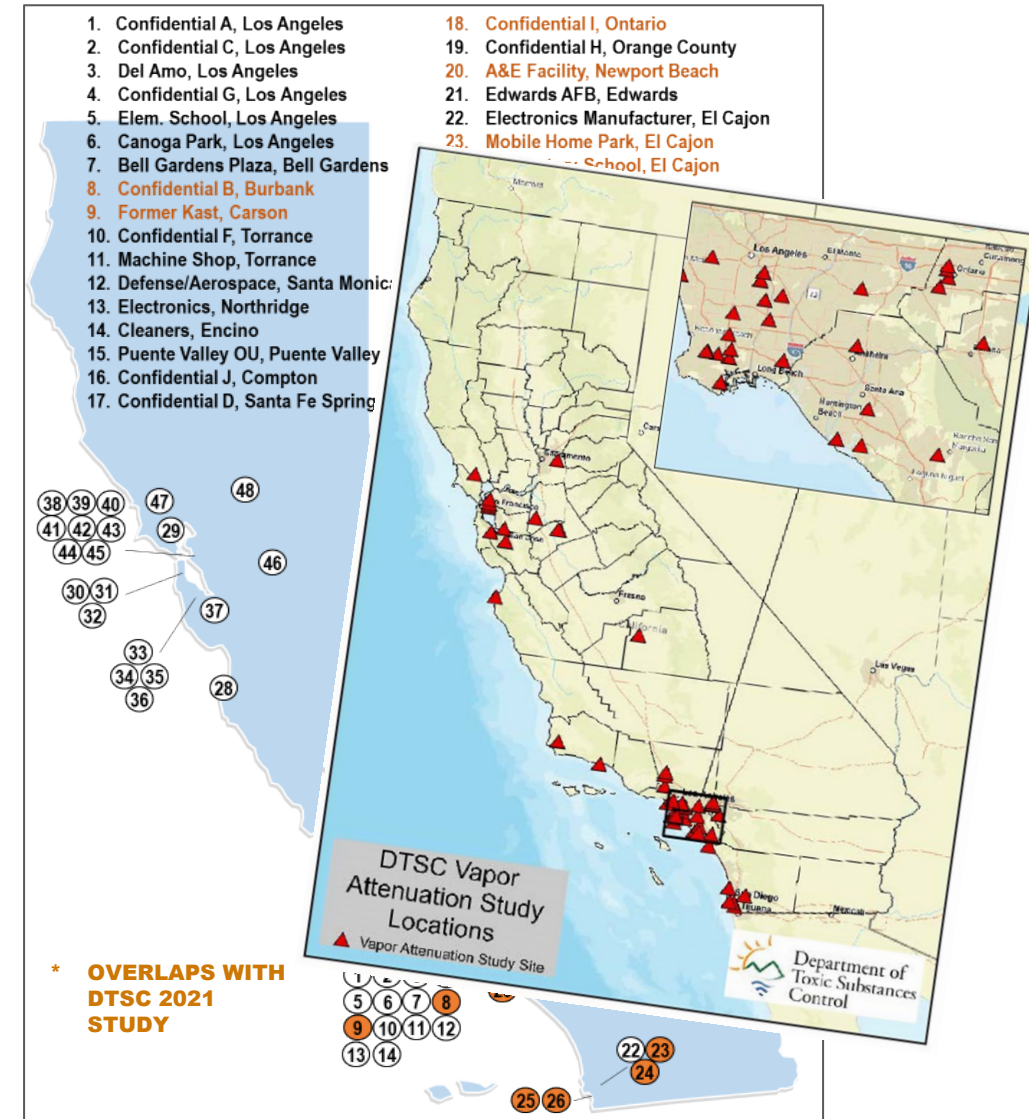 1. Confidential A, Los Angeles
2. Confidential C, Los Angeles
3. Del Amo, Los Angeles
4. Confidential G, Los Angeles
5. Elem. School, Los Angeles
6. Canoga Park, Los Angeles
7. Bell Gardens Plaza, Bell Gardens
8. Confidential B, Burbank
9. Former Kast, Carson
10. Confidential F, Torrance
11. Machine Shop, Torrance
12. Defense/Aerospace, Santa Monic
13. Electronics, Northridge
14. Cleaners, Encino
15. Puente Valley OU, Puente Valley
16. Confidential J, Compton
17. Confidential D, Santa Fe Spring
18. Confidential I, Ontario
19. Confidential H, Orange County
20. A&E Facility, Newport Beach
21. Edwards AFB, Edwards
22. Electronics Manufacturer, El Cajon
23. Mobile Home Park, El Cajon
School, El Cajon
Los Angeles
El Monte
Ontario
Anaheim
Long Beach
Santa Ana
Huntington
Beach
Laguna Niguel
Sacramento
San Francisco
San Jose
Fresno
California
Las Vegas
Los Angeles
San Diego
Tijuana
Mexicali
38 39 40
41 42 43
44 45
47
29
48
46
30 31
32
37
33
34 35
36
28
DTSC Vapor
Attenuation Study
Locations
Vapor Attenuation Study Site
Department of
Toxic Substances
Control
* OVERLAPS WITH
DTSC 2021
STUDY
5 6 7 8
9 10 11 12
13 14
22 23
24
25 26